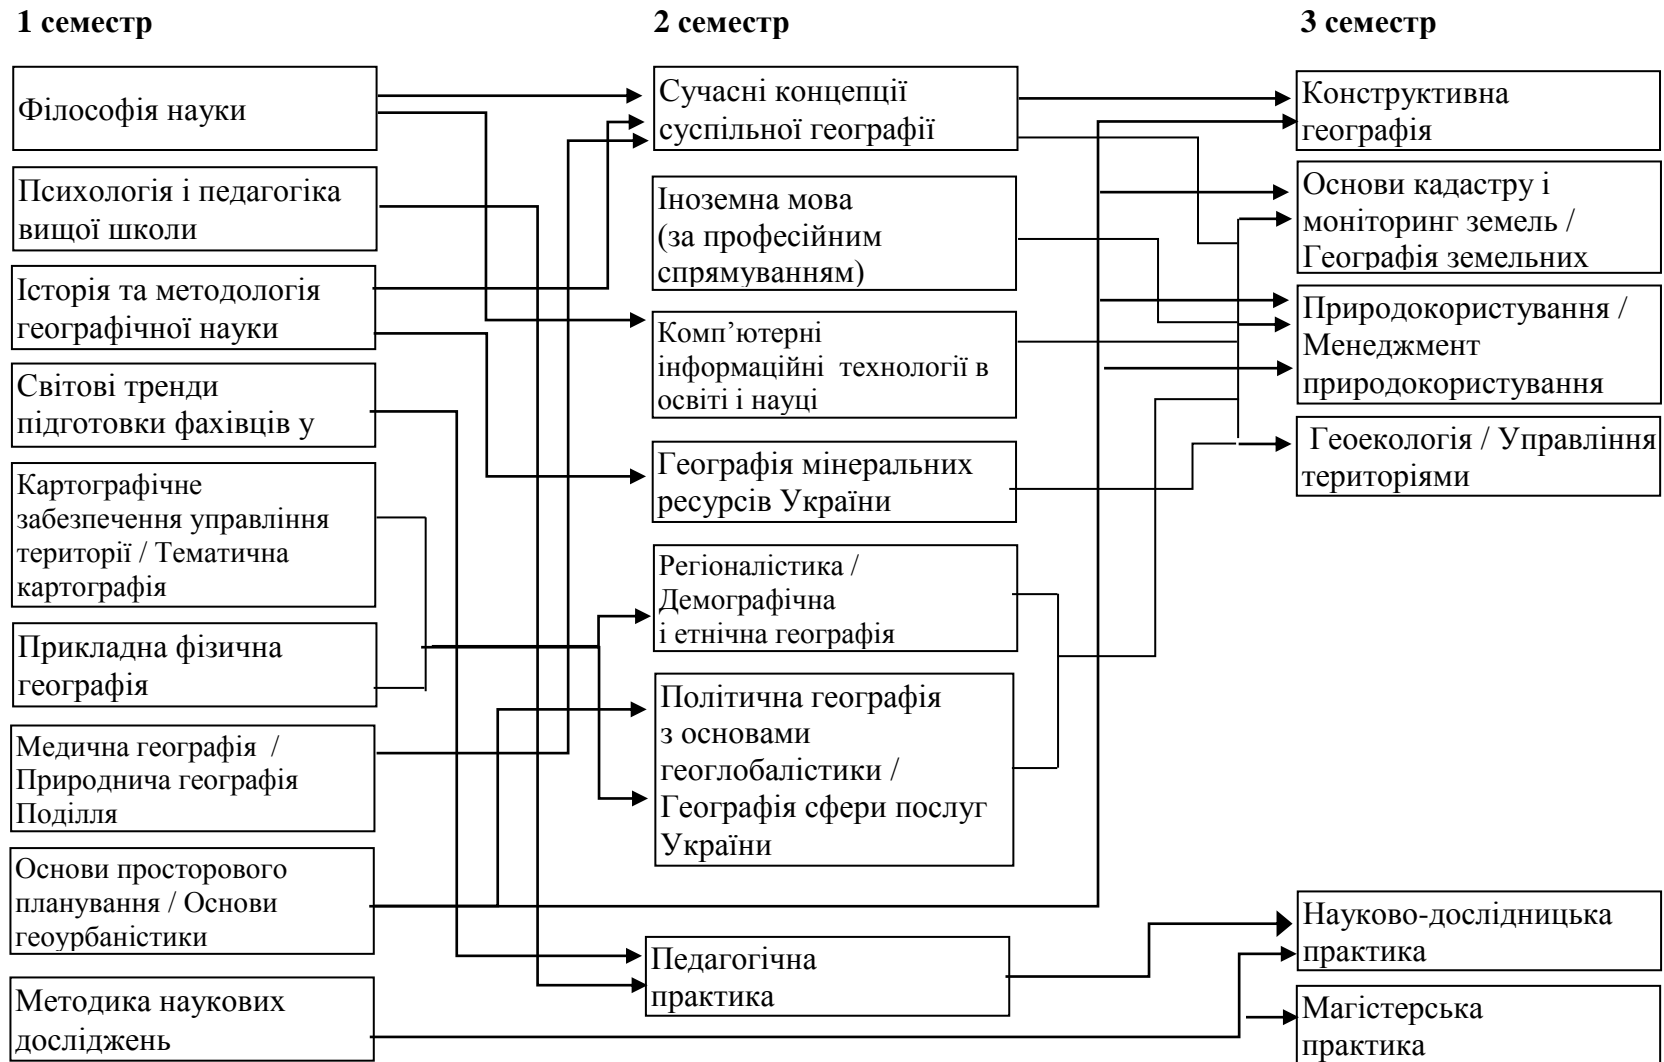 1 семестр
2 семестр
3 семестр
Філософія науки
Психологія і педагогіка
вищої школи
Історія та методологія
географічної науки
Світові тренди
підготовки фахівців у
Картографічне
забезпечення управління
території / Тематична
картографія
Прикладна фізична
географія
Медична географія /
Природнича географія
Поділля
Основи просторового
планування / Основи
геоурбаністики
Методика наукових
досліджень
Сучасні концепції
суспільної географії
Іноземна мова
(за професійним
спрямуванням)
Комп’ютерні
інформаційні технології в
освіті і науці
Географія мінеральних
ресурсів України
Регіоналістика /
Демографічна
і етнічна географія
Політична географія
з основами
геоглобалістики /
Географія сфери послуг
України
Педагогічна
практика
Конструктивна
географія
Основи кадастру і
моніторинг земель /
Географія земельних
Природокористування /
Менеджмент
природокористування
Геоекологія / Управління
територіями
Науково-дослідницька
практика
Магістерська
практика